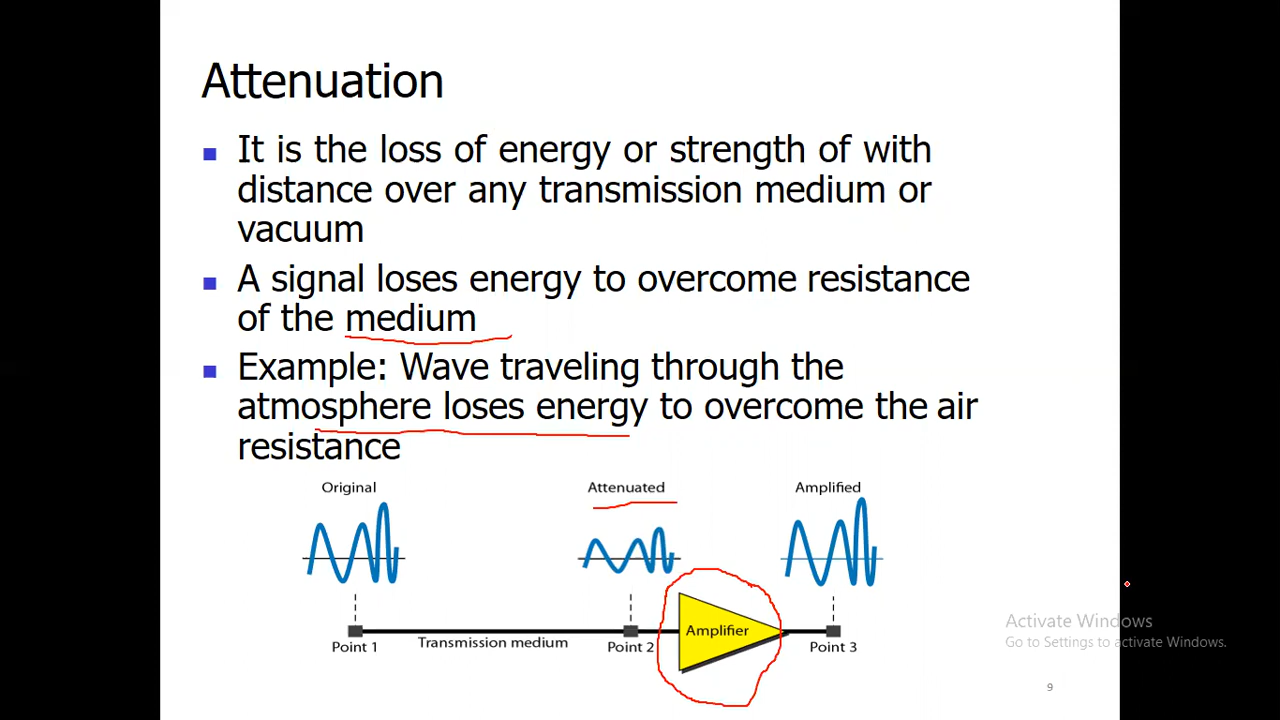 Attenuation
It is the loss of energy or strength of with
distance over any transmission medium or
vacuum
A signal loses energy to overcome resistance
of the medium
Example: Wave traveling through the
atmosphere loses energy to overcome the air
resistance
Original
Attenuated
Amplified
Amplifier
Point 1
Transmission medium
Point 2
Point 3
Activate Windows
Go to Settings to activate Windows.
9